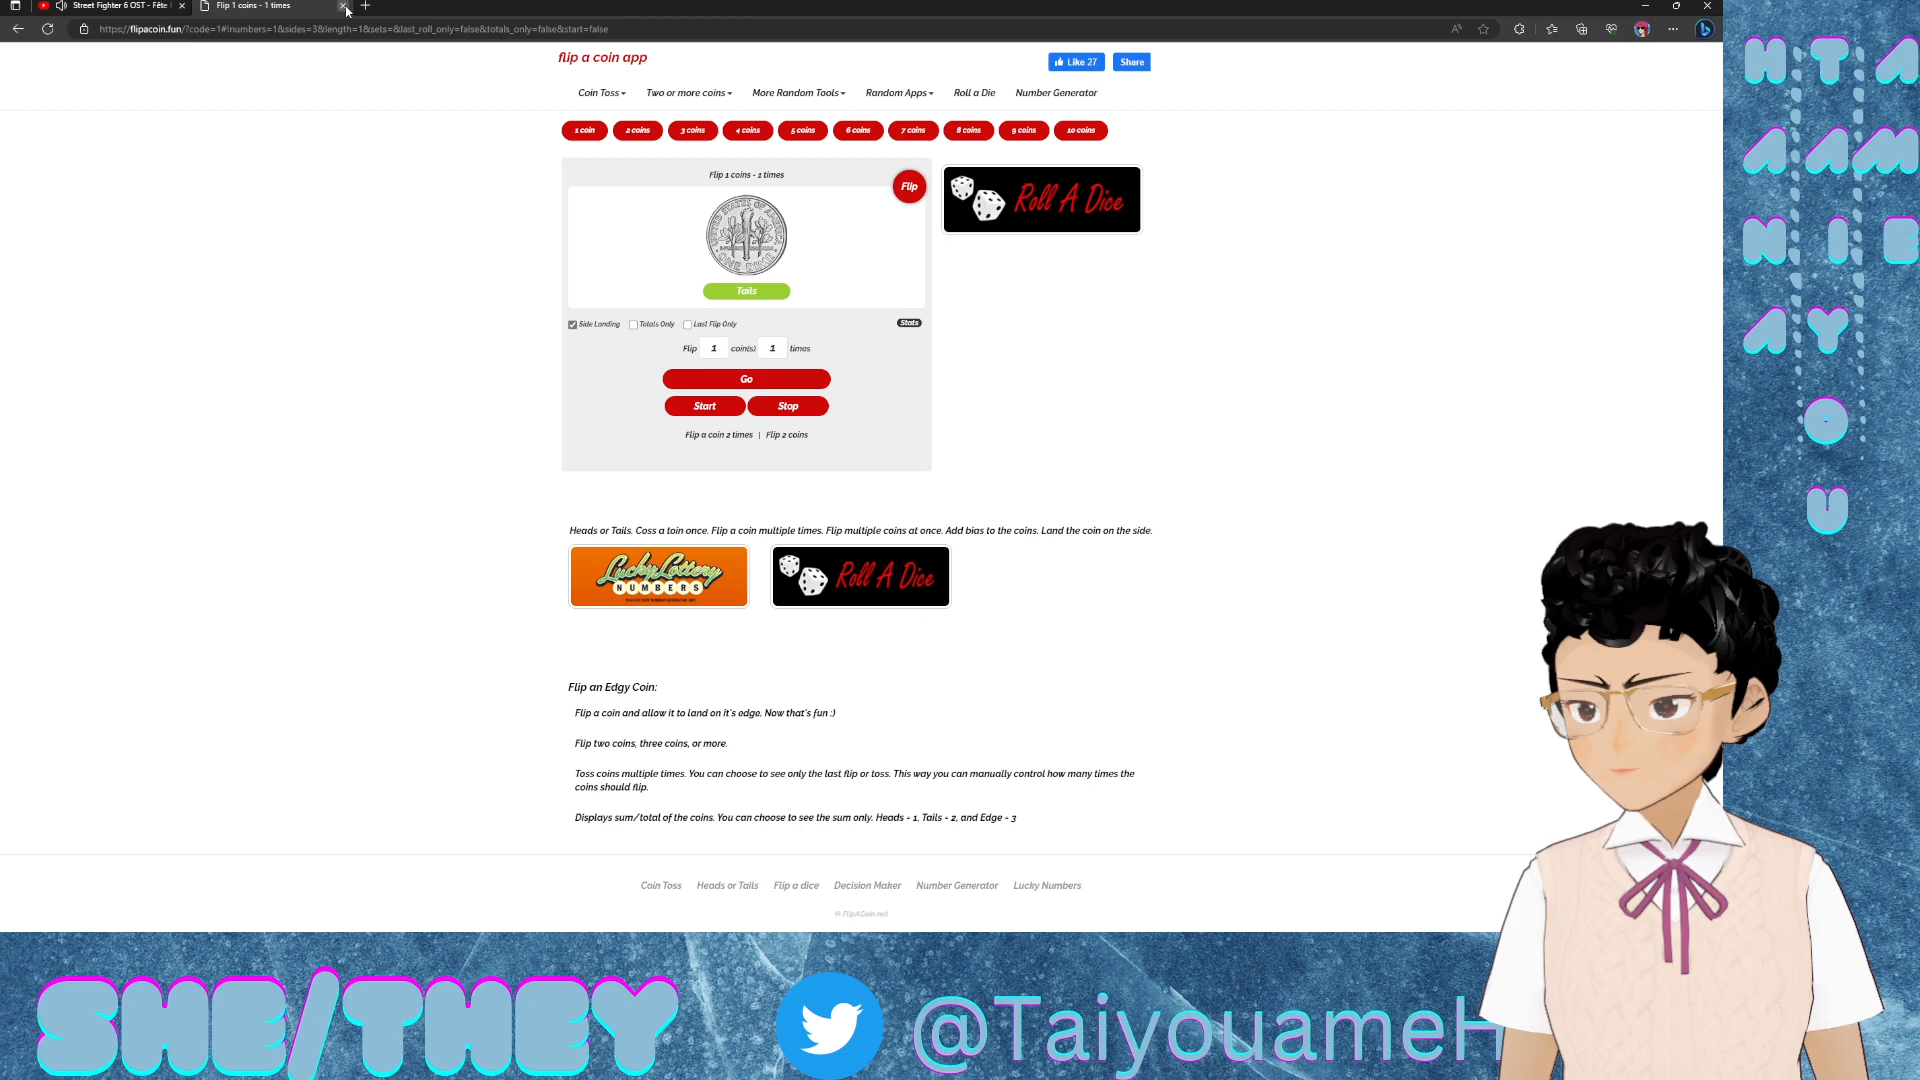 Street Fighter 6 OST - Fête
Flip 1 coins - 1 times
https://flipacoin.fun/?code=1#!numbers=1&sides=3&length=1&sets=&last_roll_only=false&totals_only=false&start=false
flip a coin app
Like 27
Share
Coin Toss
Two or more coins
More Random Tools
Random Apps
Roll a Die
Number Generator
1 coin
2 coins
3 coins
4 coins
5 coins
6 coins
7 coins
8 coins
9 coins
10 coins
Flip 1 coins - 1 times
Flip
UNITED STATES OF AMERICA
ONE DIME
Tails
Roll A Dice
Side Landing
Totals Only
Last Flip Only
Stats
Flip 1 coin(s) 1 times
Go
Start
Stop
Flip a coin 2 times | Flip 2 coins
Heads or Tails. Coss a toin once. Flip a coin multiple times. Flip multiple coins at once. Add bias to the coins. Land the coin on the side.
Lucky Lottery
NUMBERS
Roll A Dice
Flip an Edgy Coin:
Flip a coin and allow it to land on it's edge. Now that's fun :)
Flip two coins, three coins, or more.
Toss coins multiple times. You can choose to see only the last flip or toss. This way you can manually control how many times the
coins should flip.
Displays sum/total of the coins. You can choose to see the sum only. Heads - 1, Tails - 2, and Edge - 3
Coin Toss
Heads or Tails
Flip a dice
Decision Maker
Number Generator
Lucky Numbers
© FlipACoin.net
H T A
A A M
N I E
A Y
O
U
SHE/THEY
@TaiyouameH